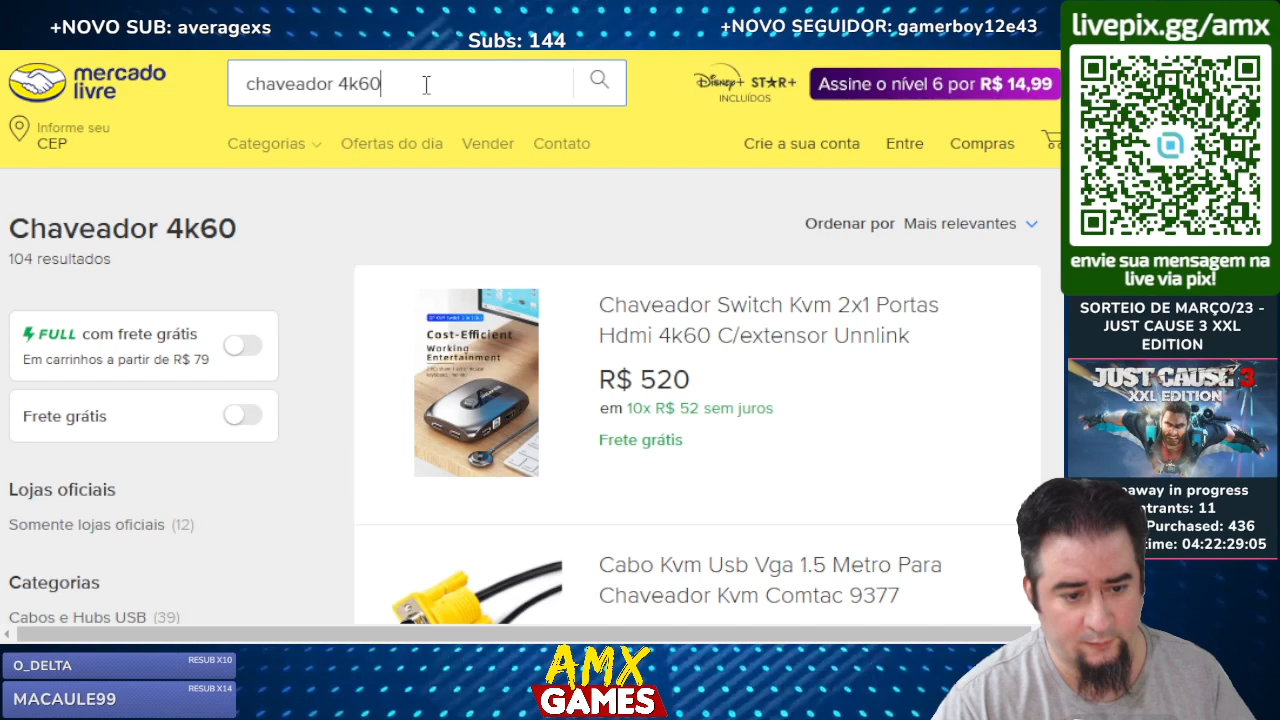 +NOVO SUB: averagexs
Subs: 144
+NOVO SEGUIDOR: gamerboy12e43
livepix.gg/amx
mercado
livre
chaveador 4k60
Disney+ STAR+
INCLUÍDOS
Assine o nível 6 por R$ 14,99
Informe seu
CEP
Categorias
Ofertas do dia
Vender
Contato
Crie a sua conta
Entre
Compras
envie sua mensagem na
live via pix!
Chaveador 4k60
104 resultados
Ordenar por Mais relevantes
FULL com frete grátis
Em carrinhos a partir de R$ 79
Frete grátis
Lojas oficiais
Somente lojas oficiais (12)
Categorias
Cabos e Hubs USB (39)
Cost-Efficient
Working
Entertainment
Chaveador Switch Kvm 2x1 Portas
Hdmi 4k60 C/extensor Unnlink
R$ 520
em 10x R$ 52 sem juros
Frete grátis
Cabo Kvm Usb Vga 1.5 Metro Para
Chaveador Kvm Comtac 9377
SORTEIO DE MARÇO/23 -
JUST CAUSE 3 XXL
EDITION
JUST CAUSE 3
XXL EDITION
away in progress
trants: 11
Purchased: 436
ime: 04:22:29:05
O_DELTA
RESUB X10
MACAULE99
RESUB X14
AMX
GAMES